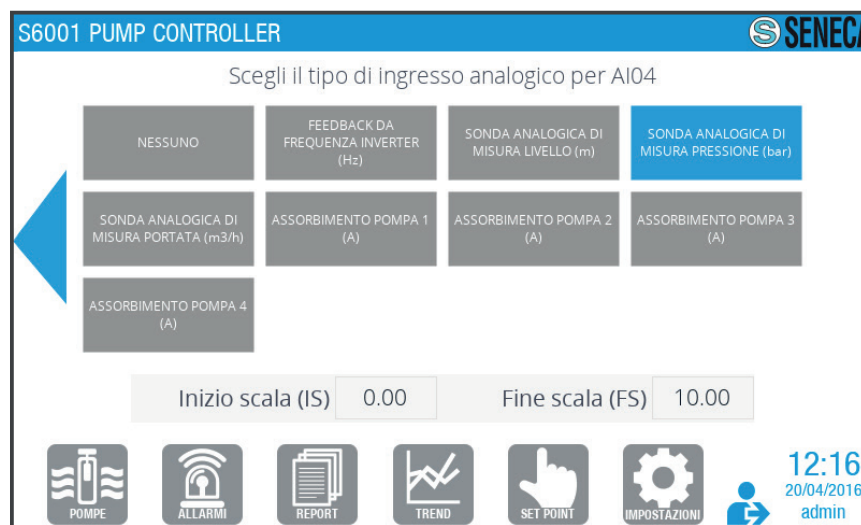 S6001 PUMP CONTROLLER
S SENECA
Scegli il tipo di ingresso analogico per AI04
NESSUNO
FEEDBACK DA
FREQUENZA INVERTER
(Hz)
SONDA ANALOGICA DI
MISURA LIVELLO (m)
SONDA ANALOGICA DI
MISURA PRESSIONE (bar)
SONDA ANALOGICA DI
MISURA PORTATA (m3/h)
ASSORBIMENTO POMPA 1
(A)
ASSORBIMENTO POMPA 2
(A)
ASSORBIMENTO POMPA 3
(A)
ASSORBIMENTO POMPA 4
(A)
Inizio scala (IS) 0.00 Fine scala (FS) 10.00
POMPE
ALLARMI
REPORT
TREND
SET POINT
IMPOSTAZIONI
12:16
20/04/2016
admin